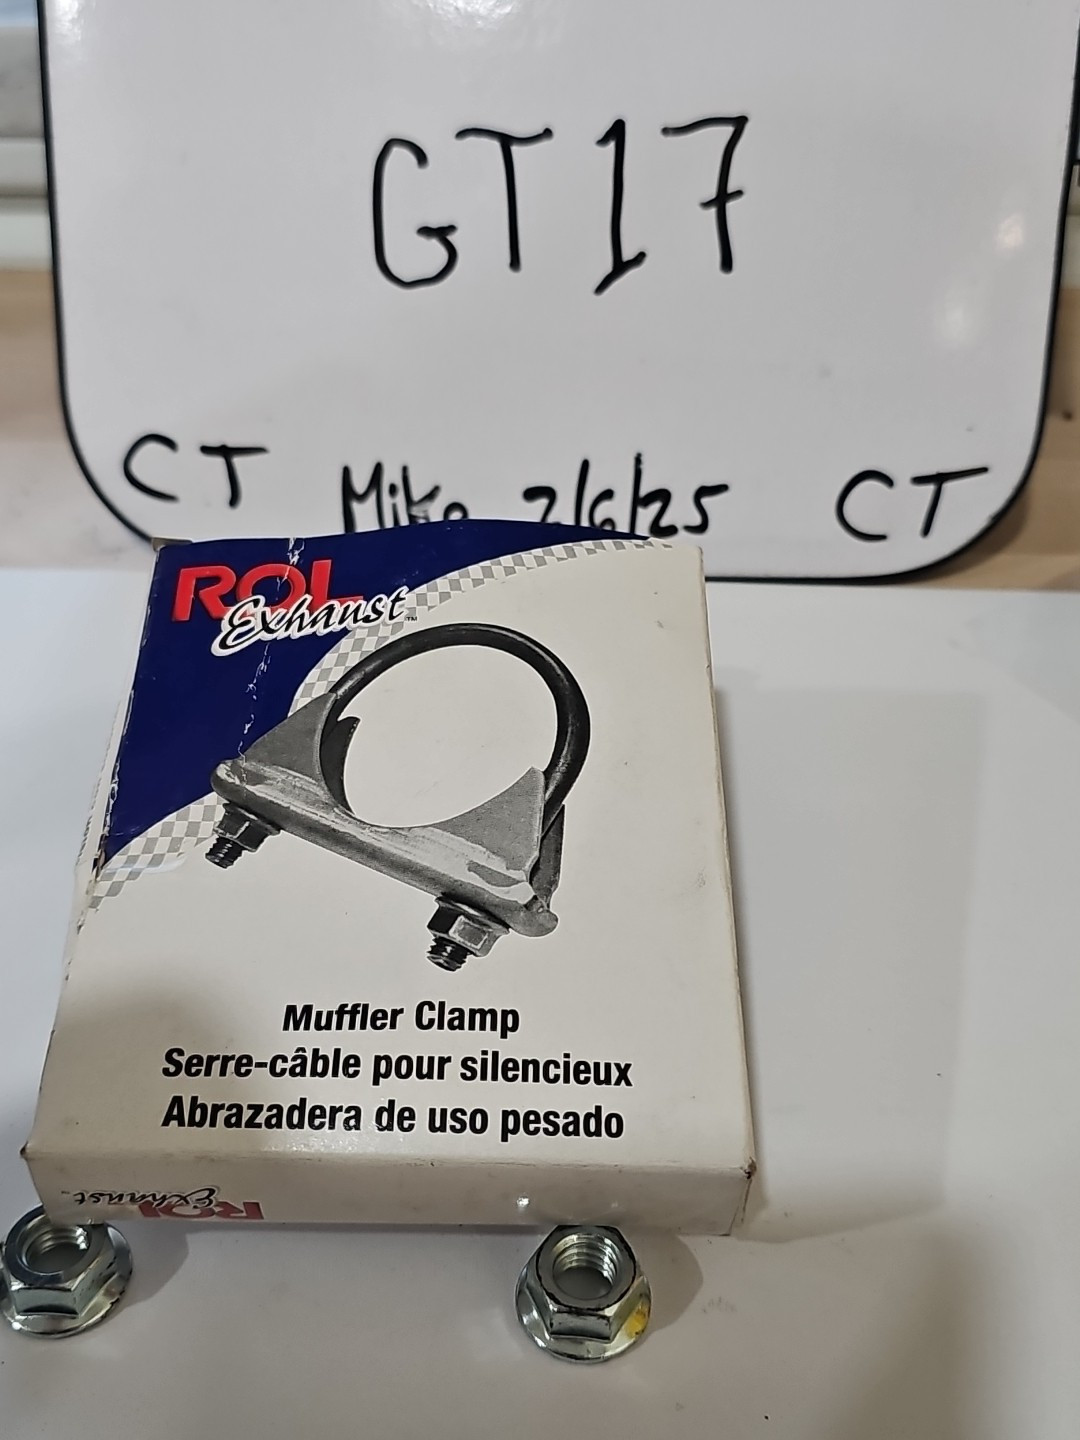 GT17
CT Mike 2/6/25 CT
ROL
Exhaust™
Muffler Clamp
Serre-câble pour silencieux
Abrazadera de uso pesado
ROL Exhaust